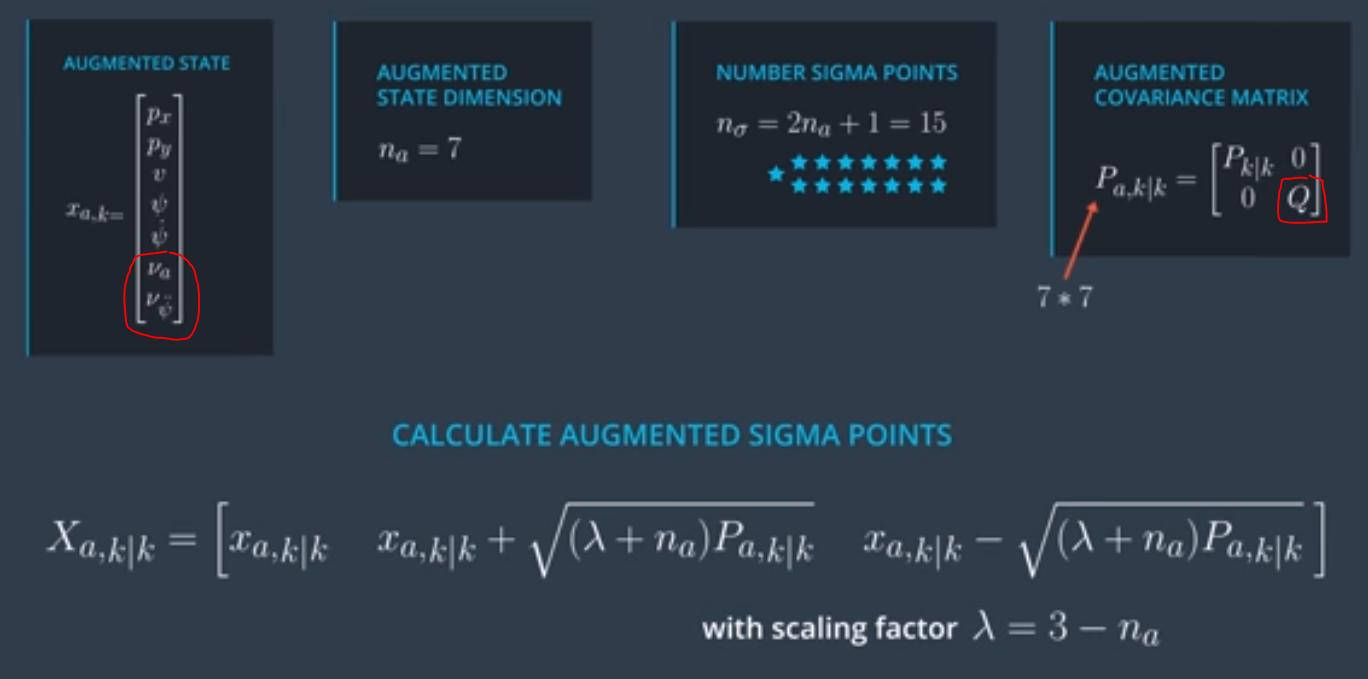 AUGMENTED STATE
x_{a,k=} [p_x p_y v ψ ψ̇ ν_a ν_ψ̈]
AUGMENTED
STATE DIMENSION
n_a = 7
NUMBER SIGMA POINTS
n_σ = 2n_a + 1 = 15
AUGMENTED
COVARIANCE MATRIX
P_{a,k|k} = [P_{k|k} 0
0 Q]
7 * 7
CALCULATE AUGMENTED SIGMA POINTS
X_{a,k|k} = [x_{a,k|k} x_{a,k|k} + √((λ + n_a)P_{a,k|k}) x_{a,k|k} − √((λ + n_a)P_{a,k|k})]
with scaling factor λ = 3 − n_a